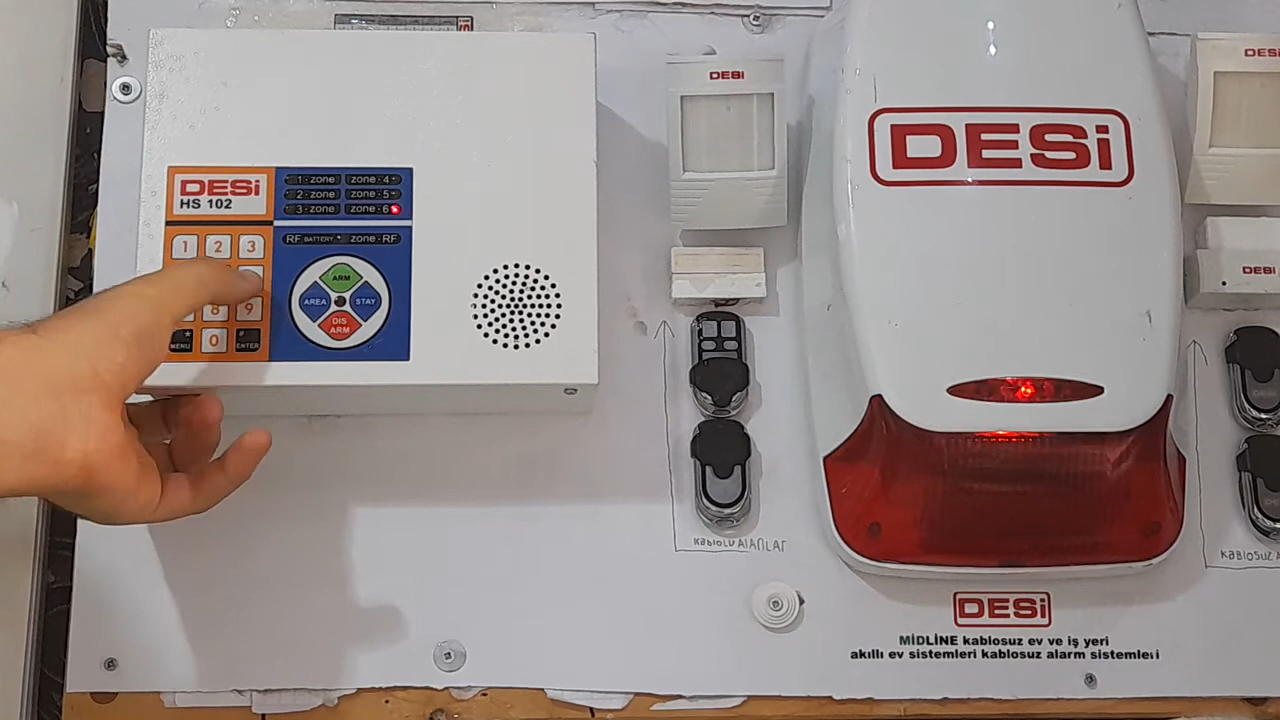 DESi
HS 102
1-zone zone-4
2-zone zone-5
3-zone zone-6
RF BATTERY zone-RF
1 2 3
8 9
* MENU 0 # ENTER
ARM
AREA STAY
DIS ARM
DESi
DESi
DESi
DESi
KABLOLU ALANLAR
KABLOSUZ
DESi
MIDLİNE kablosuz ev ve iş yeri
akıllı ev sistemleri kablosuz alarm sistemleri